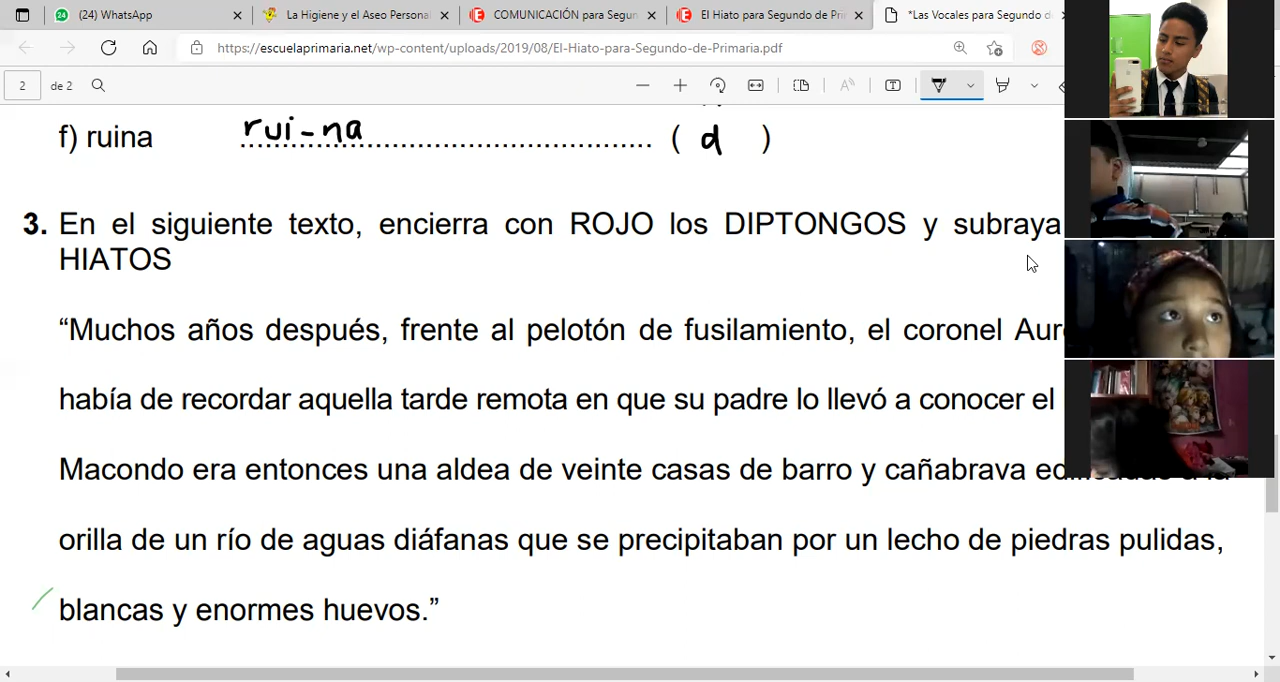 (24) WhatsApp
La Higiene y el Aseo Personal
COMUNICACIÓN para Segun
El Hiato para Segundo de Pri
*Las Vocales para Segundo d
https://escuelaprimaria.net/wp-content/uploads/2019/08/El-Hiato-para-Segundo-de-Primaria.pdf
2 de 2
f) ruina rui-na ( d )
3. En el siguiente texto, encierra con ROJO los DIPTONGOS y subraya
HIATOS
“Muchos años después, frente al pelotón de fusilamiento, el coronel Aur
había de recordar aquella tarde remota en que su padre lo llevó a conocer el
Macondo era entonces una aldea de veinte casas de barro y cañabrava
orilla de un río de aguas diáfanas que se precipitaban por un lecho de piedras pulidas,
blancas y enormes huevos.”